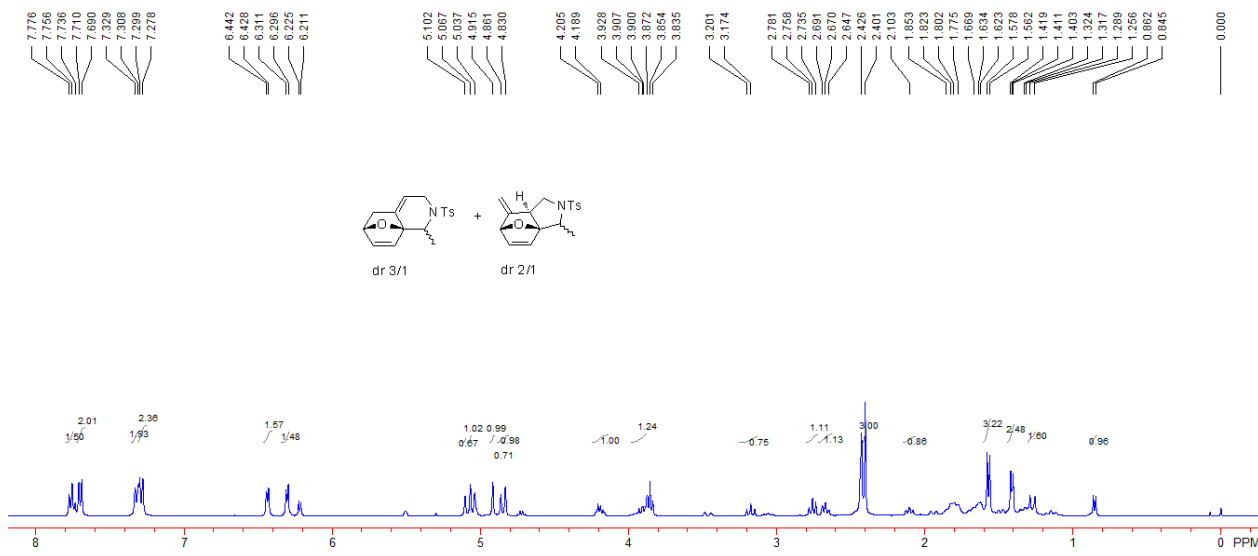 7.776 7.756 7.736 7.710 7.690 7.329 7.308 7.299 7.278 6.442 6.428 6.311 6.296 6.225 6.211 5.102 5.067 5.037 4.915 4.861 4.830 4.205 4.189 3.928 3.907 3.900 3.872 3.854 3.835 3.201 3.174 2.781 2.758 2.735 2.691 2.670 2.647 2.426 2.401 2.103 1.853 1.823 1.802 1.775 1.669 1.634 1.623 1.578 1.562 1.419 1.411 1.403 1.324 1.317 1.289 1.256 0.862 0.845 0.000
H
N Ts + N Ts
O O
dr 3/1 dr 2/1
1.50 2.01 1.93 2.36 1.57 1.48 0.67 1.02 0.99 0.98 0.71 1.00 1.24 0.75 1.11 1.13 3.00 0.86 3.22 2.48 1.60 0.96
8 7 6 5 4 3 2 1 0 PPM